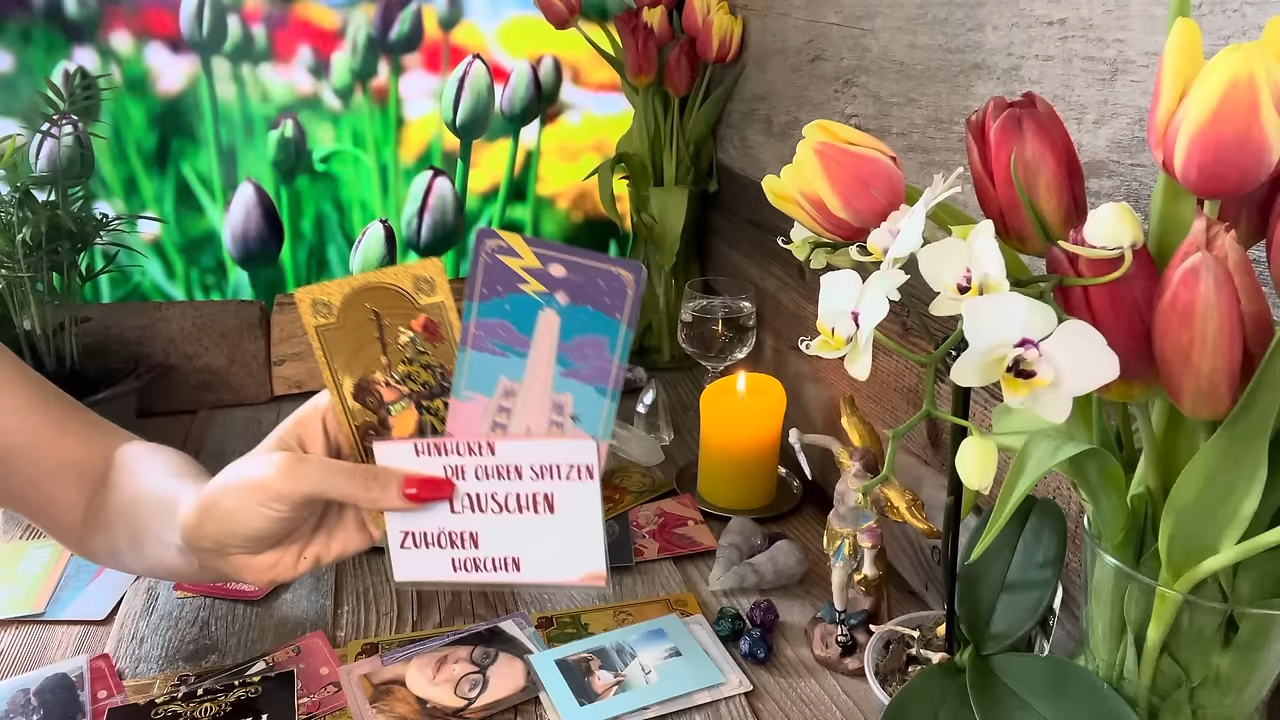 HINHÖREN
DIE OHREN SPITZEN
LAUSCHEN
ZUHÖREN
HORCHEN